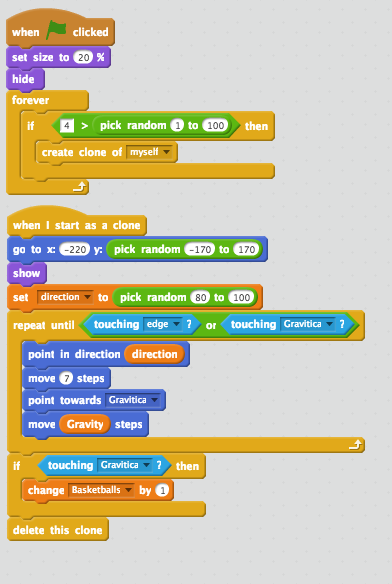 when clicked
set size to 20 %
hide
forever
if 4 > pick random 1 to 100 then
create clone of myself
when I start as a clone
go to x: -220 y: pick random -170 to 170
show
set direction to pick random 80 to 100
repeat until touching edge ? or touching Gravitica ?
point in direction direction
move 7 steps
point towards Gravitica
move Gravity steps
if touching Gravitica ? then
change Basketballs by 1
delete this clone